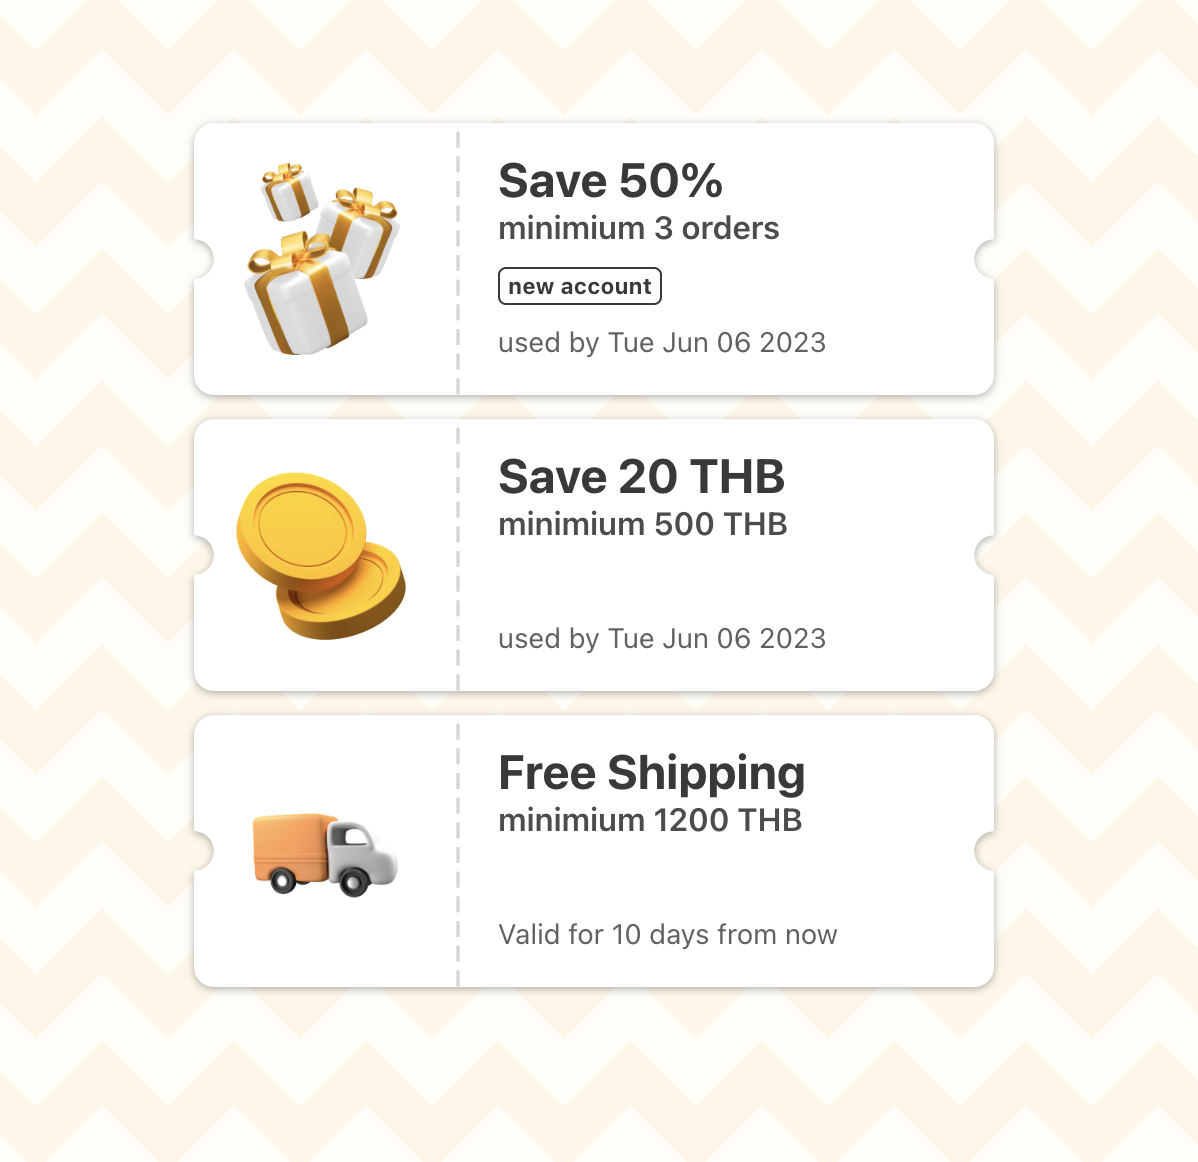 Save 50%
minimium 3 orders
new account
used by Tue Jun 06 2023
Save 20 THB
minimium 500 THB
used by Tue Jun 06 2023
Free Shipping
minimium 1200 THB
Valid for 10 days from now